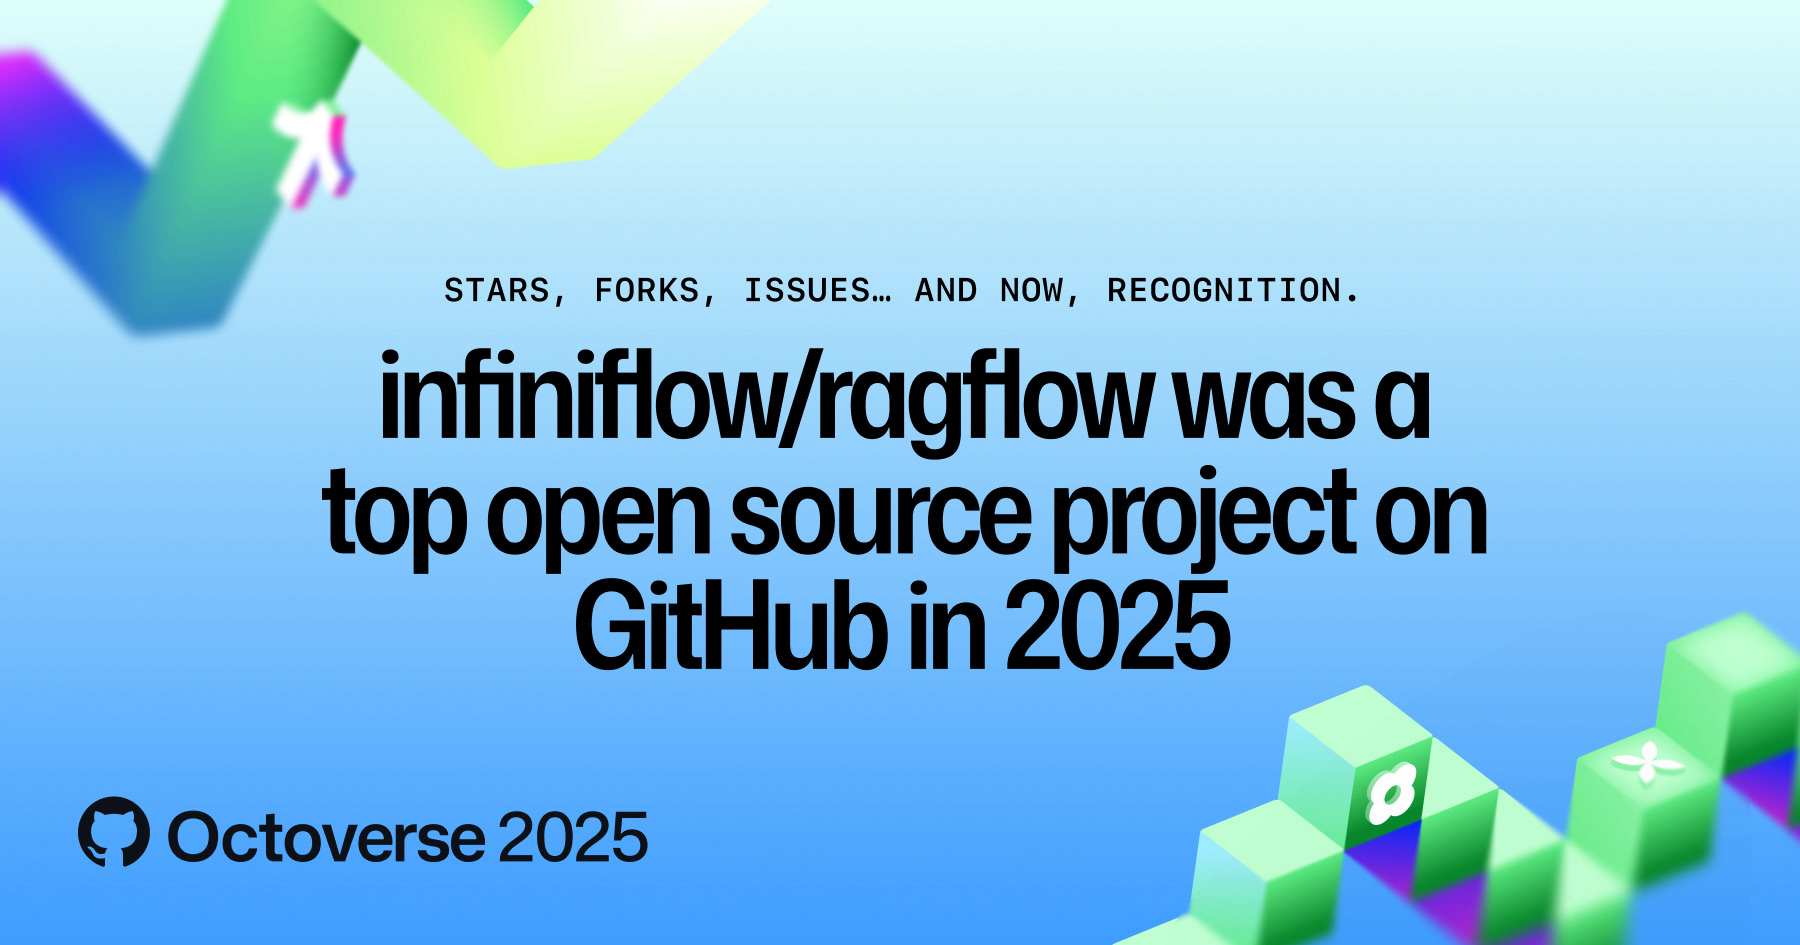 STARS, FORKS, ISSUES… AND NOW, RECOGNITION.
infiniflow/ragflow was a
top open source project on
GitHub in 2025
Octoverse 2025